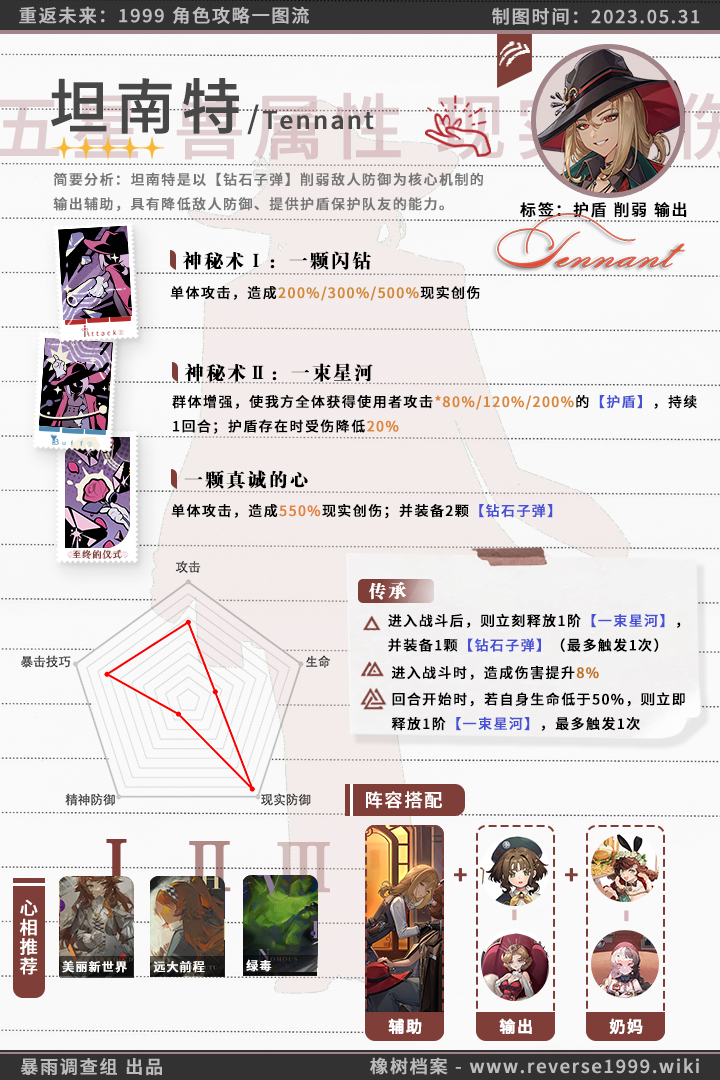 重返未来：1999 角色攻略一图流
制图时间：2023.05.31
坦南特/Tennant
简要分析：坦南特是以【钻石子弹】削弱敌人防御为核心机制的
输出辅助，具有降低敌人防御、提供护盾保护队友的能力。
标签：护盾 削弱 输出
Tennant
神秘术Ⅰ：一颗闪钻
单体攻击，造成200%/300%/500%现实创伤
Attack
神秘术Ⅱ：一束星河
群体增强，使我方全体获得使用者攻击*80%/120%/200%的【护盾】，持续
1回合；护盾存在时受伤降低20%
Buff
一颗真诚的心
单体攻击，造成550%现实创伤；并装备2颗【钻石子弹】
至终的仪式
攻击
生命
现实防御
精神防御
暴击技巧
传承
进入战斗后，则立刻释放1阶【一束星河】，
并装备1颗【钻石子弹】（最多触发1次）
进入战斗时，造成伤害提升8%
回合开始时，若自身生命低于50%，则立即
释放1阶【一束星河】，最多触发1次
心相推荐
Ⅰ
Ⅱ
Ⅲ
美丽新世界
远大前程
绿毒
阵容搭配
+
+
辅助
输出
奶妈
暴雨调查组 出品
橡树档案 - www.reverse1999.wiki